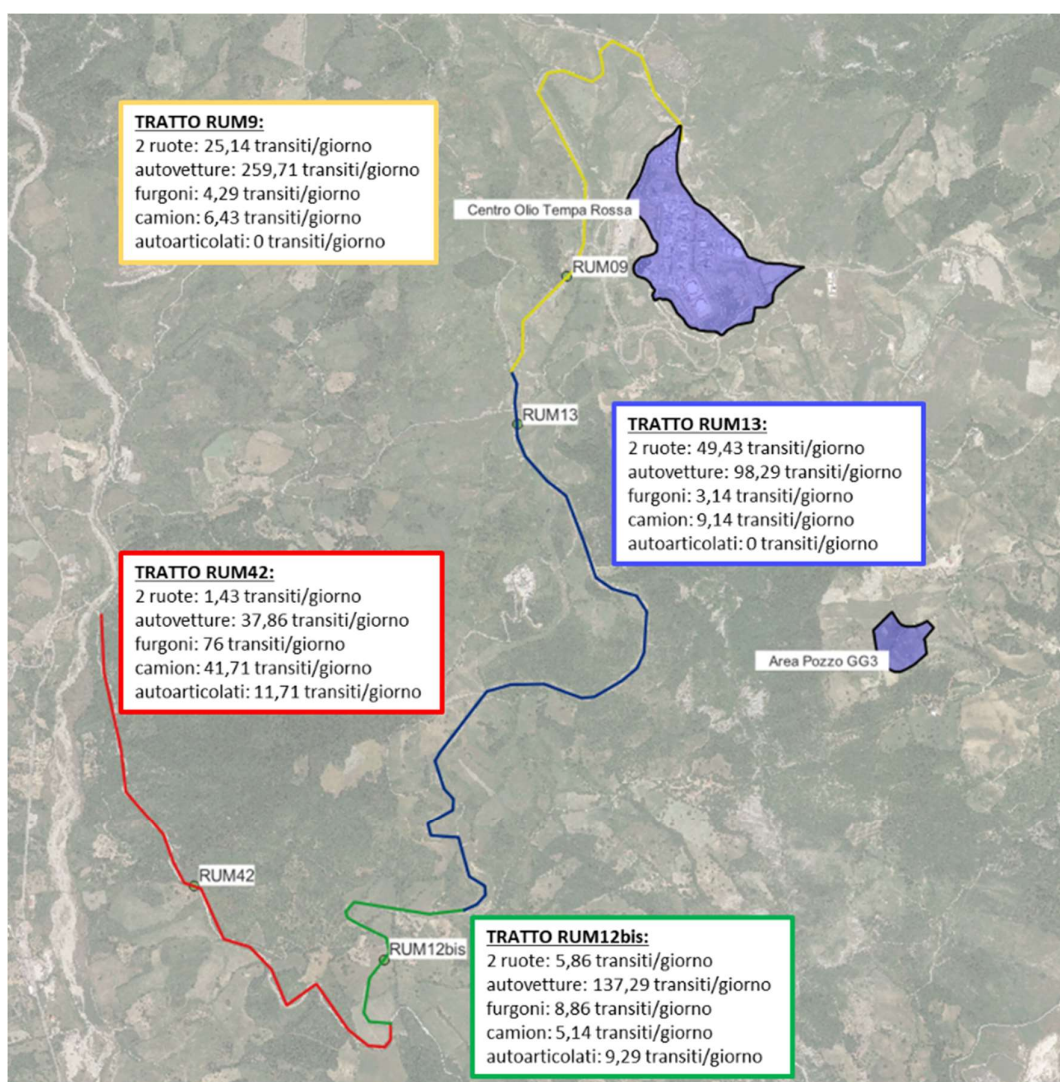 TRATTO RUM9:
2 ruote: 25,14 transiti/giorno
autovetture: 259,71 transiti/giorno
furgoni: 4,29 transiti/giorno
camion: 6,43 transiti/giorno
autoarticolati: 0 transiti/giorno
Centro Olio Tempa Rossa
RUM09
RUM13
TRATTO RUM13:
2 ruote: 49,43 transiti/giorno
autovetture: 98,29 transiti/giorno
furgoni: 3,14 transiti/giorno
camion: 9,14 transiti/giorno
autoarticolati: 0 transiti/giorno
TRATTO RUM42:
2 ruote: 1,43 transiti/giorno
autovetture: 37,86 transiti/giorno
furgoni: 76 transiti/giorno
camion: 41,71 transiti/giorno
autoarticolati: 11,71 transiti/giorno
Area Pozzo GG3
RUM42
RUM12bis
TRATTO RUM12bis:
2 ruote: 5,86 transiti/giorno
autovetture: 137,29 transiti/giorno
furgoni: 8,86 transiti/giorno
camion: 5,14 transiti/giorno
autoarticolati: 9,29 transiti/giorno